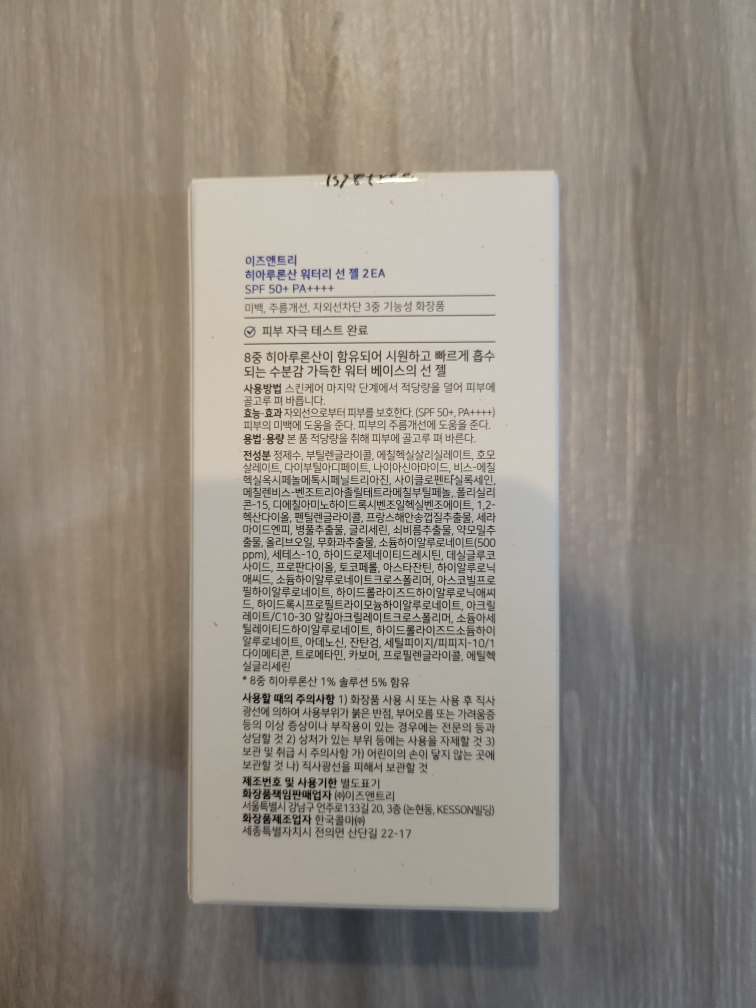 이즈앤트리
히아루론산 워터리 선 젤 2EA
SPF 50+ PA++++
미백, 주름개선, 자외선차단 3중 기능성 화장품
피부 자극 테스트 완료
8중 히아루론산이 함유되어 시원하고 빠르게 흡수
되는 수분감 가득한 워터 베이스의 선 젤
사용방법 스킨케어 마지막 단계에서 적당량을 덜어 피부에
골고루 펴 바릅니다.
효능·효과 자외선으로부터 피부를 보호한다. (SPF 50+, PA++++)
피부의 미백에 도움을 준다. 피부의 주름개선에 도움을 준다.
용법·용량 본 품 적당량을 취해 피부에 골고루 펴 바른다.
전성분 정제수, 부틸렌글라이콜, 에칠헥실살리실레이트, 호모
살레이트, 다이부틸아디페이트, 나이아신아마이드, 비스-에칠
헥실옥시페놀메톡시페닐트리아진, 사이클로펜타실록세인,
메칠렌비스-벤조트리아졸릴테트라메칠부틸페놀, 폴리실리
콘-15, 디에칠아미노하이드록시벤조일헥실벤조에이트, 1,2-
헥산다이올, 펜틸렌글라이콜, 프랑스해안송껍질추출물, 세라
마이드엔피, 병풀추출물, 글리세린, 쇠비름추출물, 약모밀추
출물, 올리브오일, 무화과추출물, 소듐하이알루로네이트(500
ppm), 세테스-10, 하이드로제네이티드레시틴, 데실글루코
사이드, 프로판다이올, 토코페롤, 아스타잔틴, 하이알루로닉
애씨드, 소듐하이알루로네이트크로스폴리머, 아스코빌프로
필하이알루로네이트, 하이드롤라이즈드하이알루로닉애씨
드, 하이드록시프로필트라이모늄하이알루로네이트, 아크릴
레이트/C10-30 알킬아크릴레이트크로스폴리머, 소듐아세
틸레이티드하이알루로네이트, 하이드롤라이즈드소듐하이
알루로네이트, 아데노신, 잔탄검, 세틸피이지/피피지-10/1
다이메티콘, 트로메타민, 카보머, 프로필렌글라이콜, 에틸헥
실글리세린
* 8중 히아루론산 1% 솔루션 5% 함유
사용할 때의 주의사항 1) 화장품 사용 시 또는 사용 후 직사
광선에 의하여 사용부위가 붉은 반점, 부어오름 또는 가려움증
등의 이상 증상이나 부작용이 있는 경우에는 전문의 등과
상담할 것 2) 상처가 있는 부위 등에는 사용을 자제할 것 3)
보관 및 취급 시 주의사항 가) 어린이의 손이 닿지 않는 곳에
보관할 것 나) 직사광선을 피해서 보관할 것
제조번호 및 사용기한 별도표기
화장품책임판매업자 ㈜이즈앤트리
서울특별시 강남구 언주로133길 20, 3층 (논현동, KESSON빌딩)
화장품제조업자 한국콜마㈜
세종특별자치시 전의면 산단길 22-17